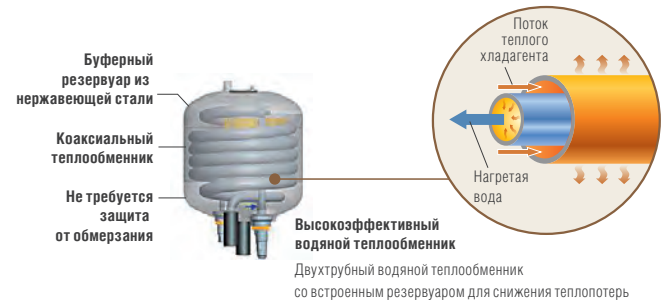 Буферный
резервуар из
нержавеющей стали
Коаксиальный
теплообменник
Не требуется
защита
от обмерзания
Поток
теплого
хладагента
Нагретая
вода
Высокоэффективный
водяной теплообменник
Двухтрубный водяной теплообменник
со встроенным резервуаром для снижения теплопотерь